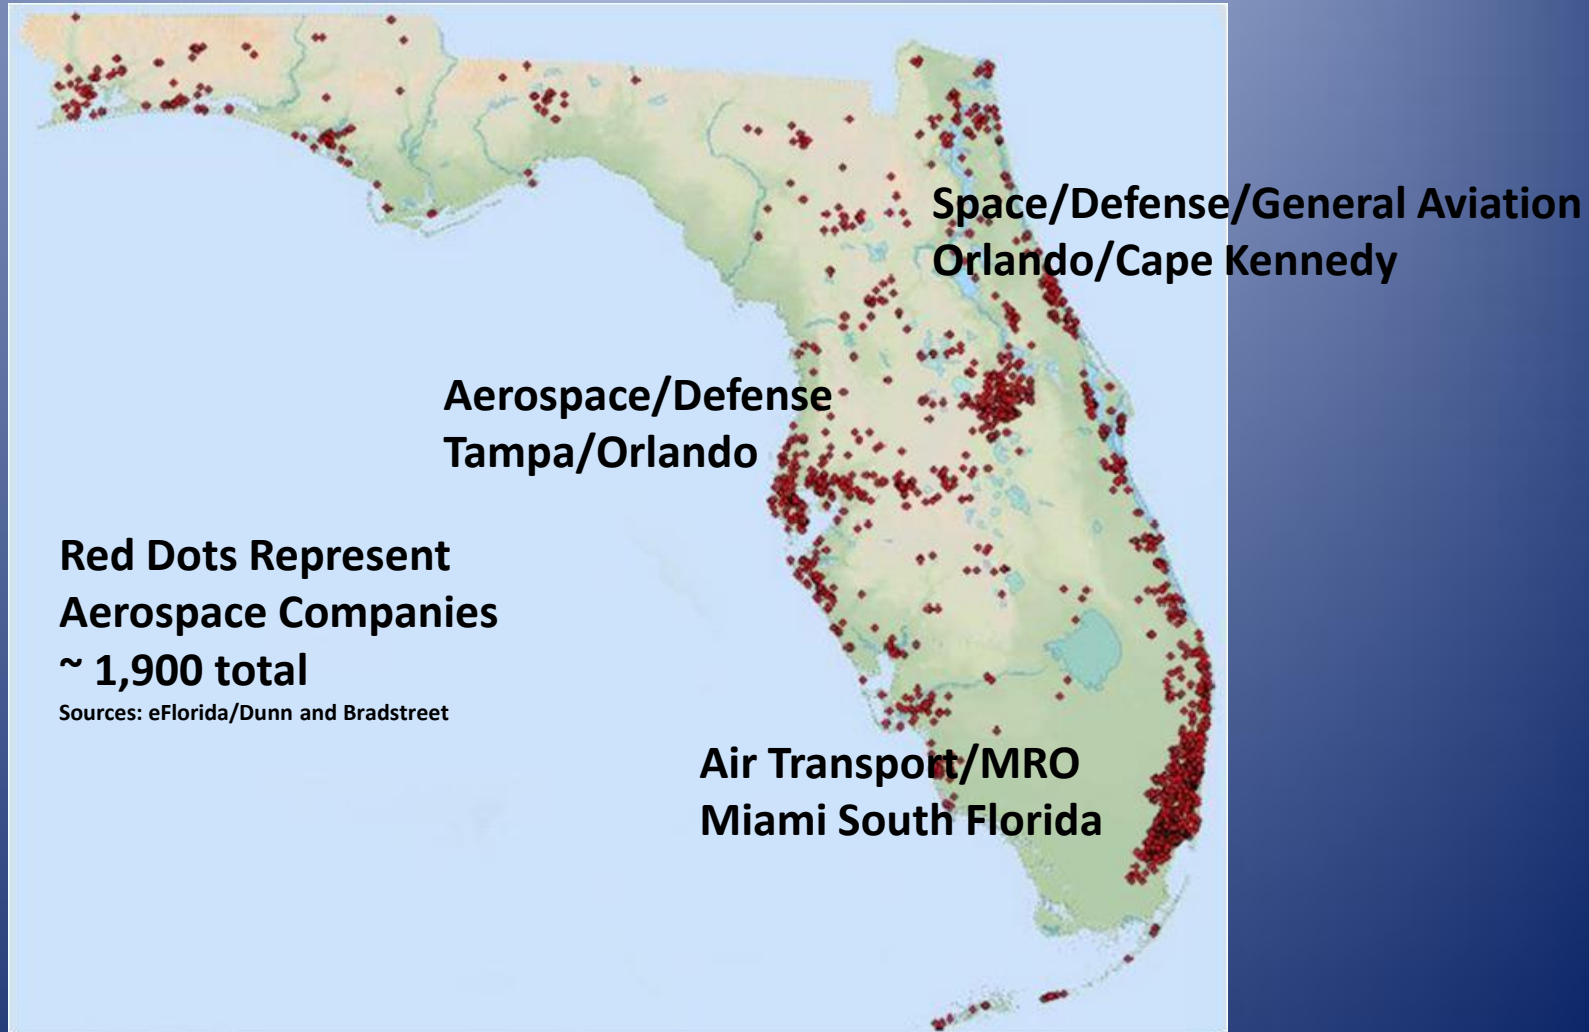 Space/Defense/General Aviation
Orlando/Cape Kennedy
Aerospace/Defense
Tampa/Orlando
Red Dots Represent
Aerospace Companies
~ 1,900 total
Sources: eFlorida/Dunn and Bradstreet
Air Transport/MRO
Miami South Florida